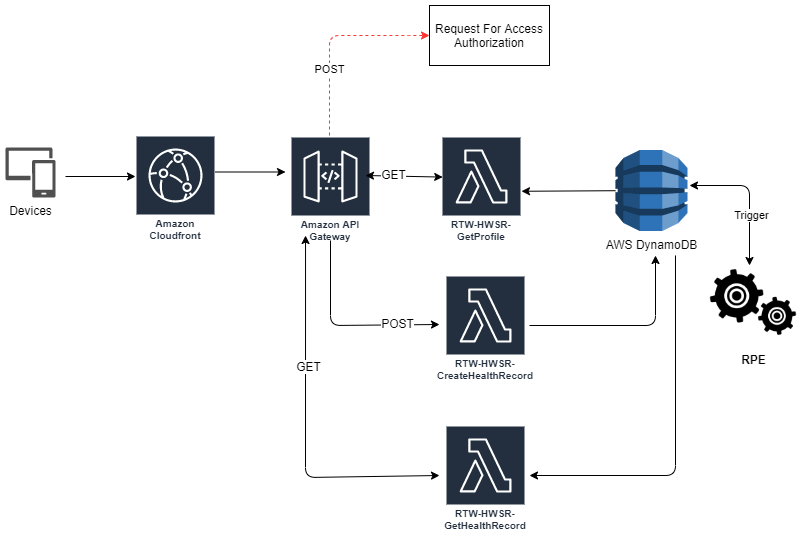 Request For Access
Authorization
POST
Devices
Amazon
Cloudfront
</>
Amazon API
Gateway
GET
RTW-HWSR-
GetProfile
AWS DynamoDB
Trigger
RPE
POST
RTW-HWSR-
CreateHealthRecord
GET
RTW-HWSR-
GetHealthRecord